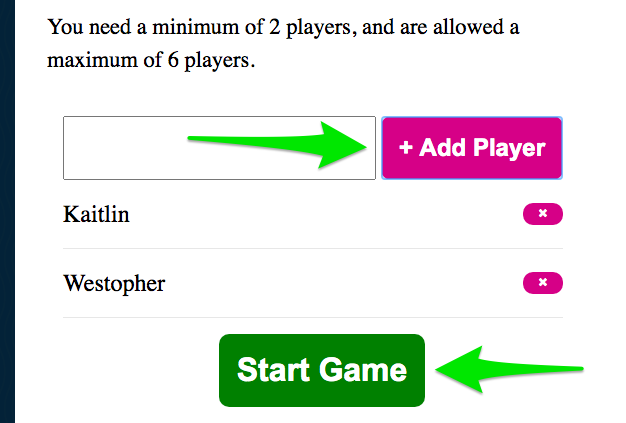 You need a minimum of 2 players, and are allowed a
maximum of 6 players.
+ Add Player
Kaitlin
Westopher
Start Game